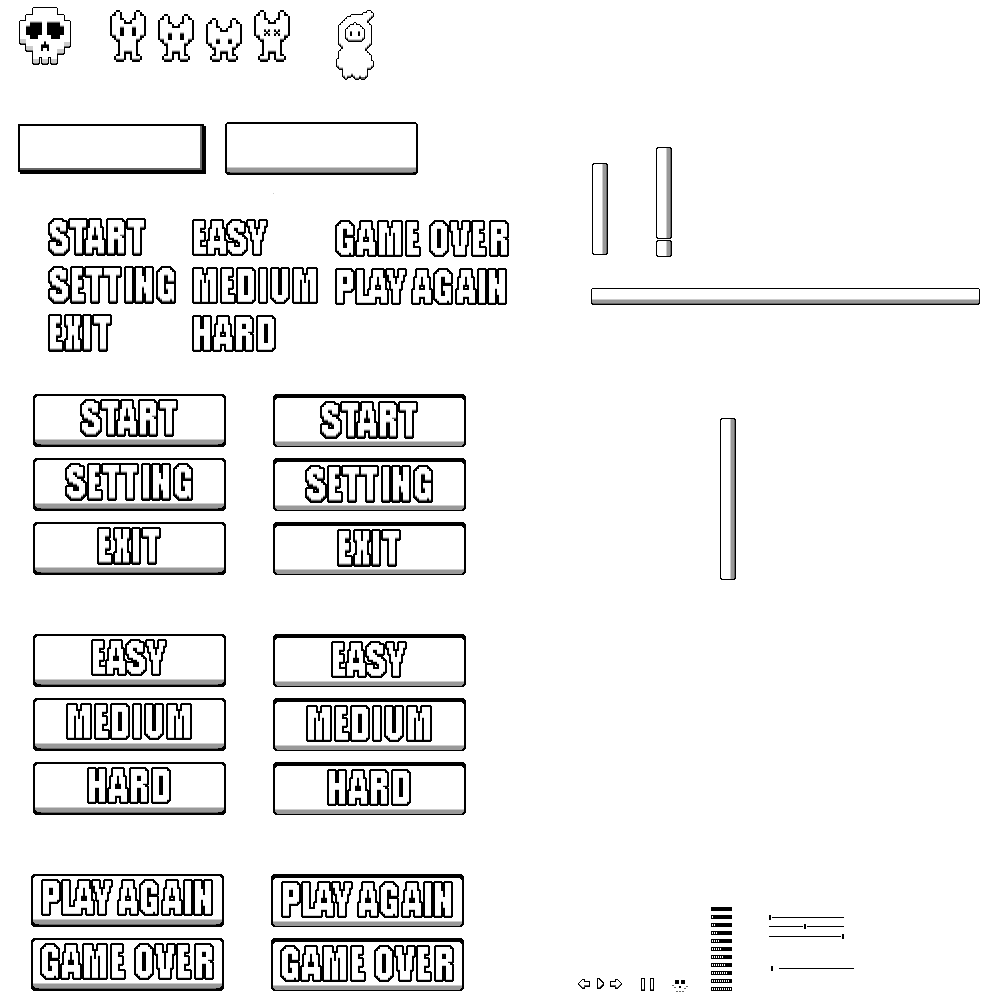 START EASY GAME OVER
SETTING MEDIUM PLAY AGAIN
EXIT HARD
START START
SETTING SETTING
EXIT EXIT
EASY EASY
MEDIUM MEDIUM
HARD HARD
PLAY AGAIN PLAY AGAIN
GAME OVER GAME OVER